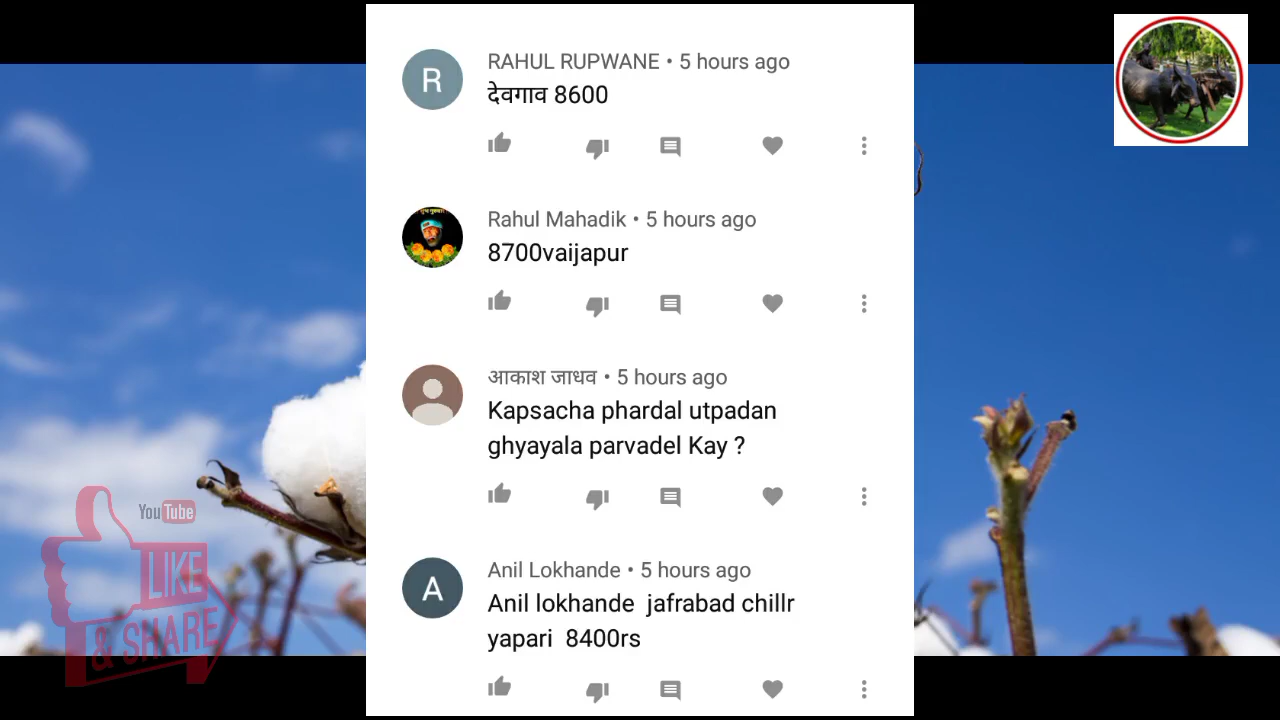 RAHUL RUPWANE • 5 hours ago
देवगाव 8600
Rahul Mahadik • 5 hours ago
8700vaijapur
आकाश जाधव • 5 hours ago
Kapsacha phardal utpadan
ghyayala parvadel Kay ?
Anil Lokhande • 5 hours ago
Anil lokhande jafrabad chillr
yapari 8400rs
R
A
YouTube
LIKE
& SHARE